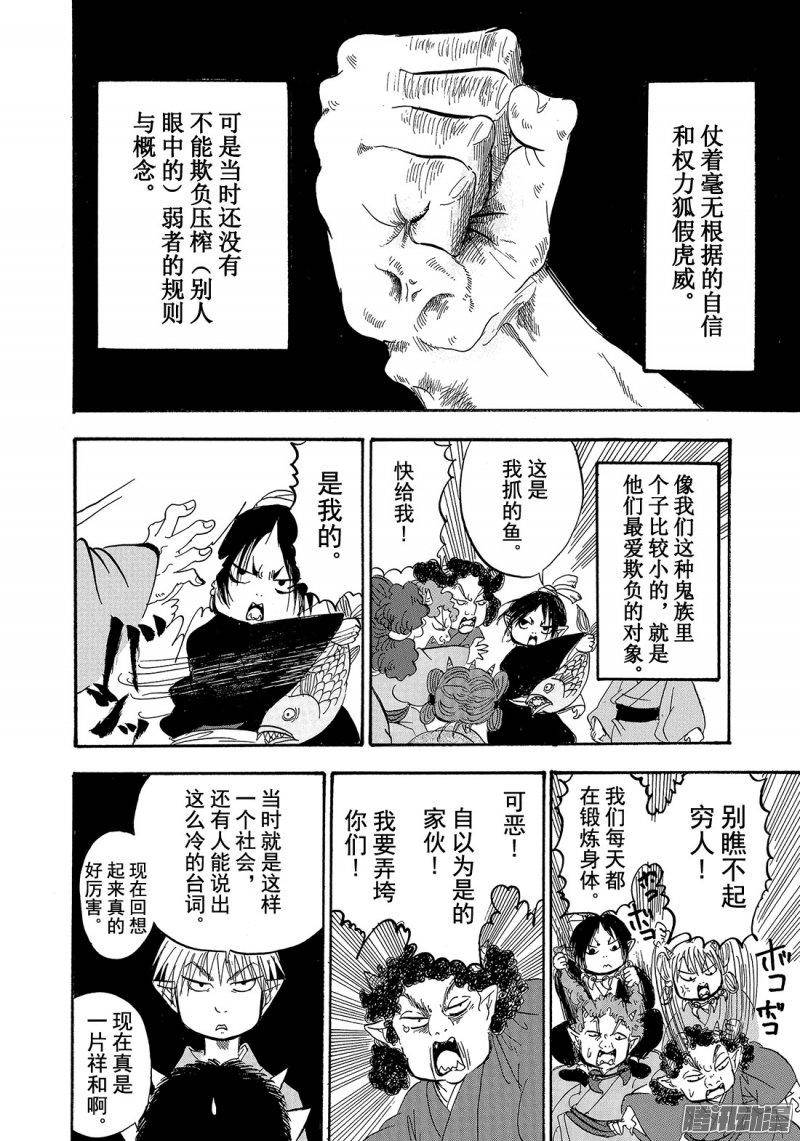 仗着毫无根据的自信
和权力狐假虎威。
可是当时还没有
不能欺负压榨（别人
眼中的）弱者的规则
与概念。
像我们这种鬼族里
个子比较小的，就是
他们最爱欺负的对象。
这是
我抓的鱼。
快给我！
是我的。
别瞧不起
穷人！
我们每天都
在锻炼身体。
ボコ
ボコ
可恶！
自以为是的
家伙！
我要弄垮
你们！
当时就是这样
一个社会，
还有人能说出
这么冷的台词。
现在回想
起来真的
好厉害。
现在真是
一片祥和啊。
腾讯动漫